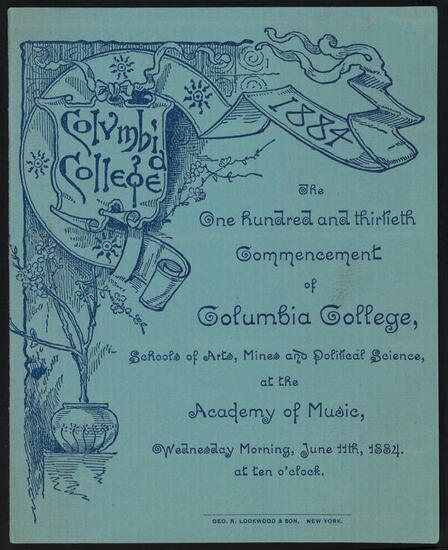 Columbia
College
1884
The
One hundred and thirtieth
Commencement
of
Columbia College,
Schools of Arts, Mines and Political Science,
at the
Academy of Music,
Wednesday Morning, June 11th, 1884.
at ten o'clock.
GEO. R. LOCKWOOD & SON, NEW YORK.